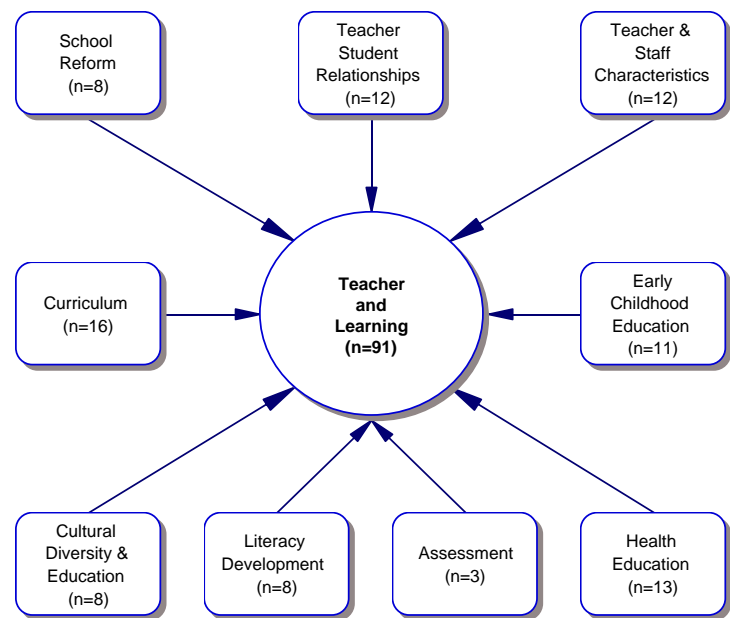 School
Reform
(n=8)
Teacher
Student
Relationships
(n=12)
Teacher &
Staff
Characteristics
(n=12)
Curriculum
(n=16)
Teacher
and
Learning
(n=91)
Early
Childhood
Education
(n=11)
Cultural
Diversity &
Education
(n=8)
Literacy
Development
(n=8)
Assessment
(n=3)
Health
Education
(n=13)